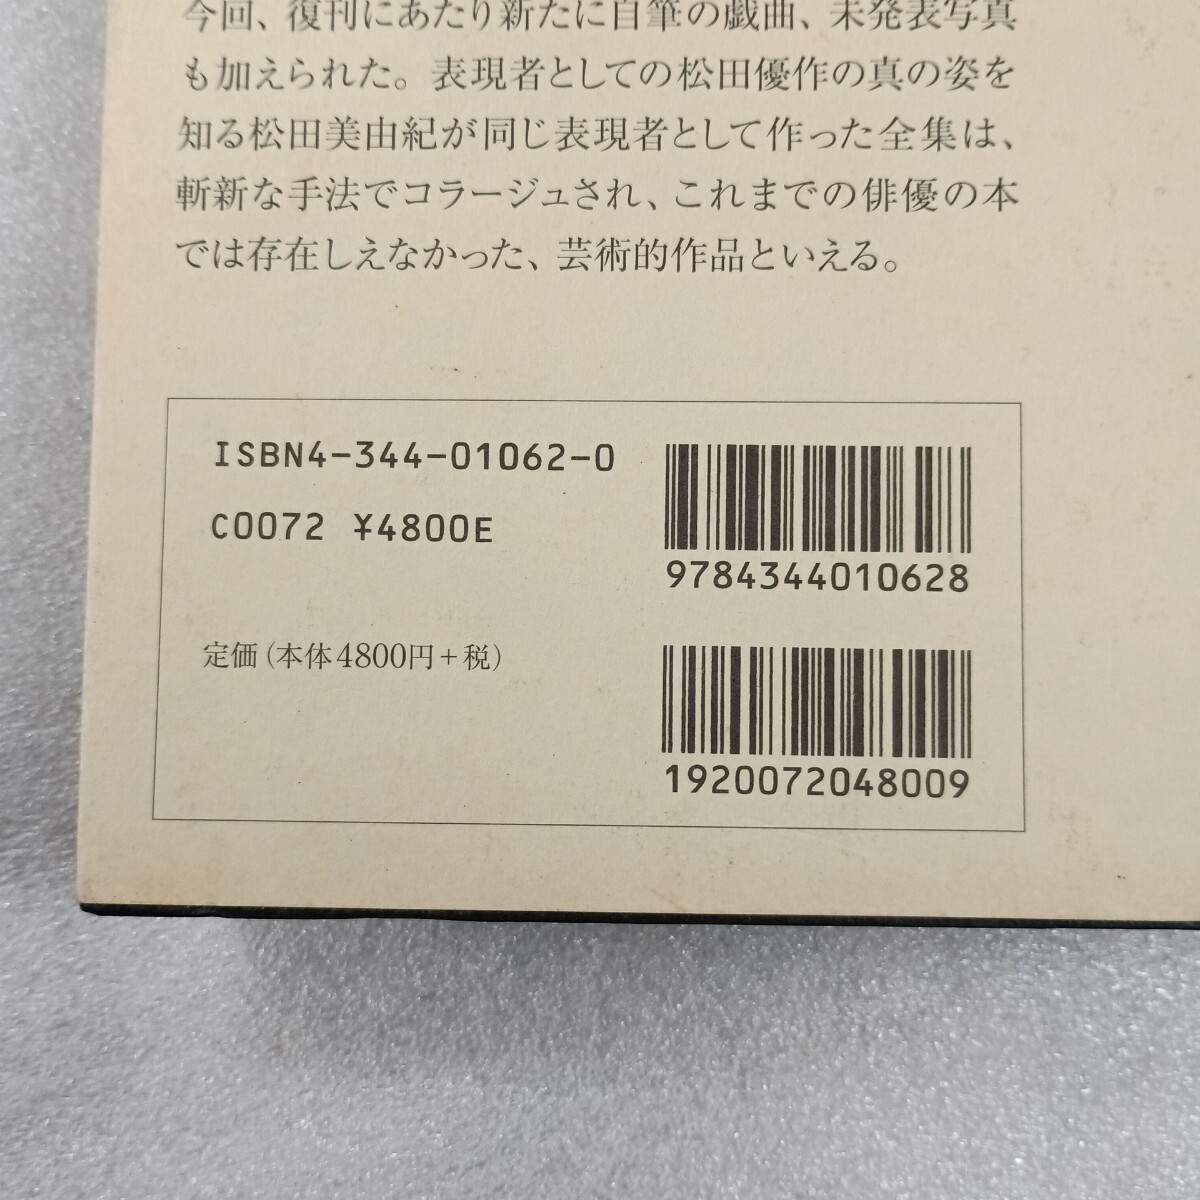 今回、復刊にあたり新たに自筆の戯曲、未発表写真
も加えられた。表現者としての松田優作の真の姿を
知る松田美由紀が同じ表現者として作った全集は、
斬新な手法でコラージュされ、これまでの俳優の本
では存在しえなかった、芸術的作品といえる。
ISBN4-344-01062-0
C0072 ¥4800E
9784344010628
定価（本体4800円+税）
1920072048009